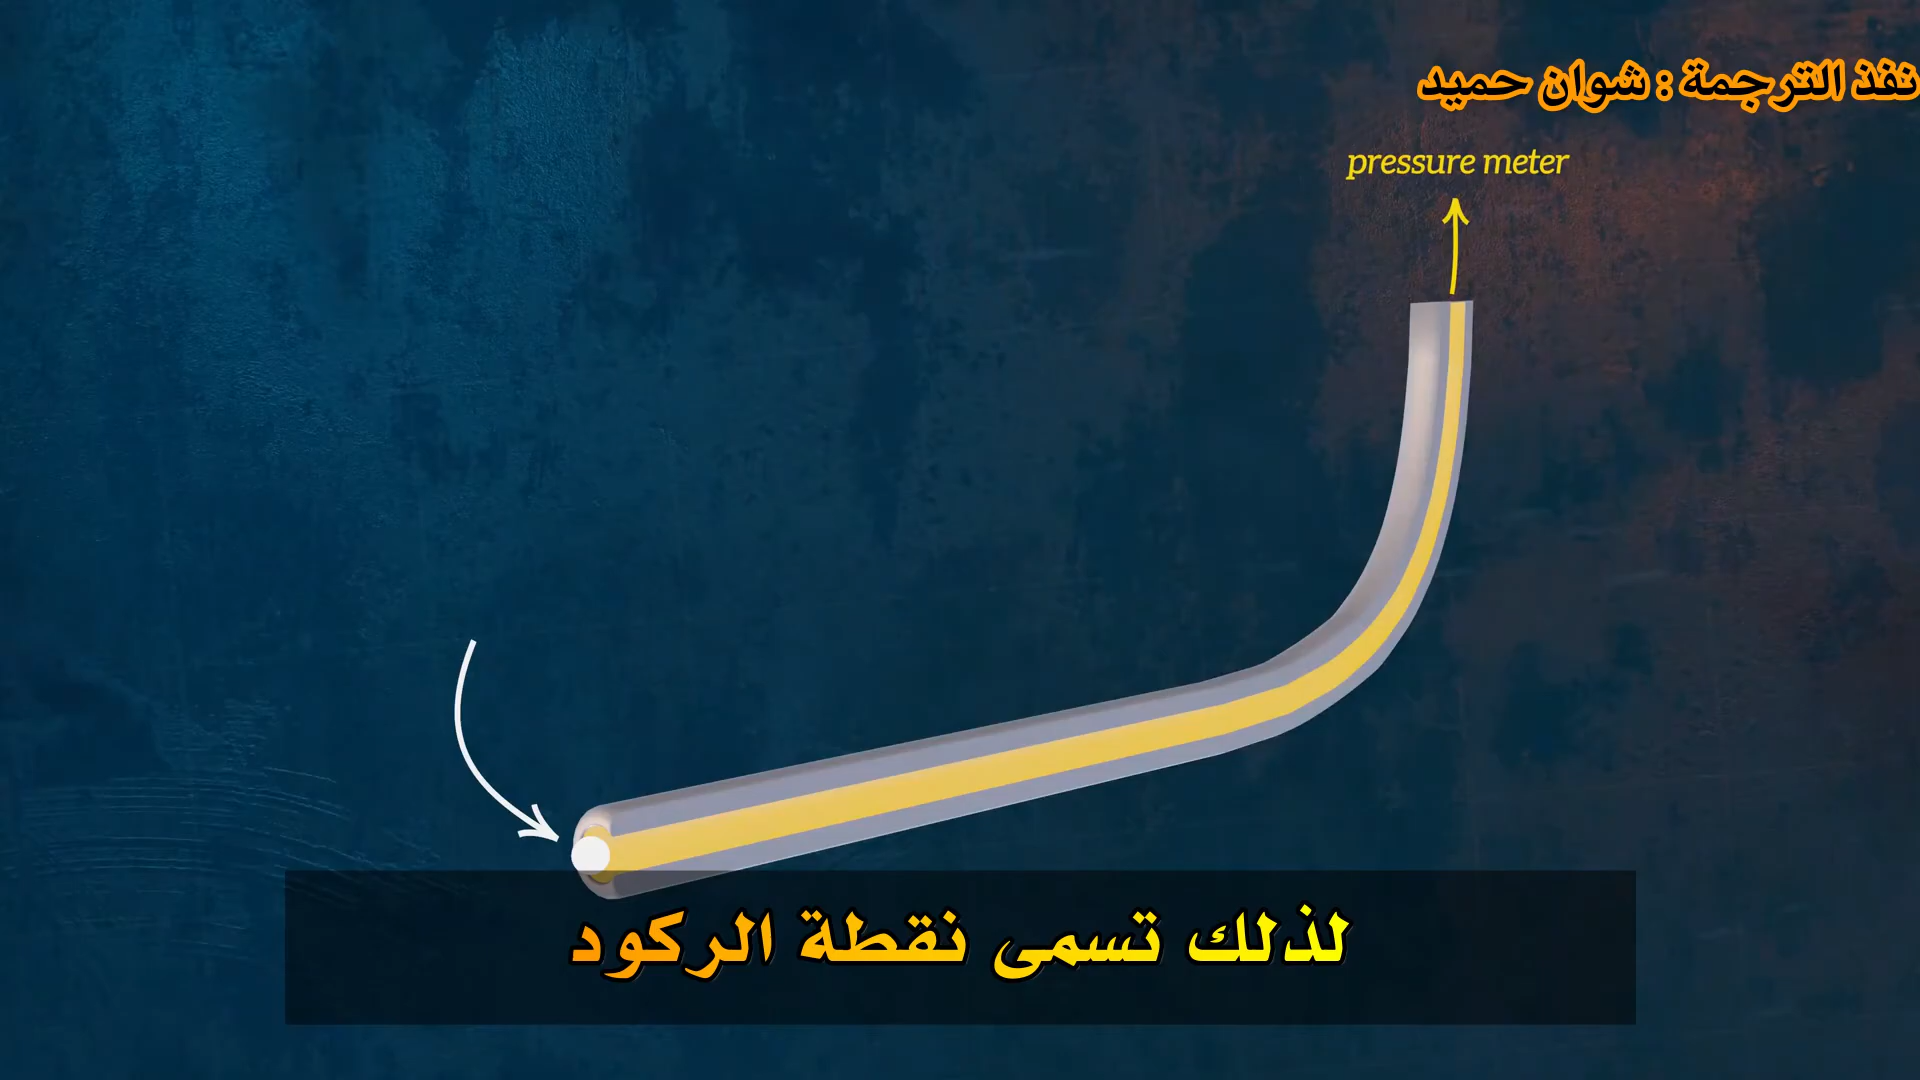 نفذ الترجمة : شوان حميد
pressure meter
لذلك تسمى نقطة الركود